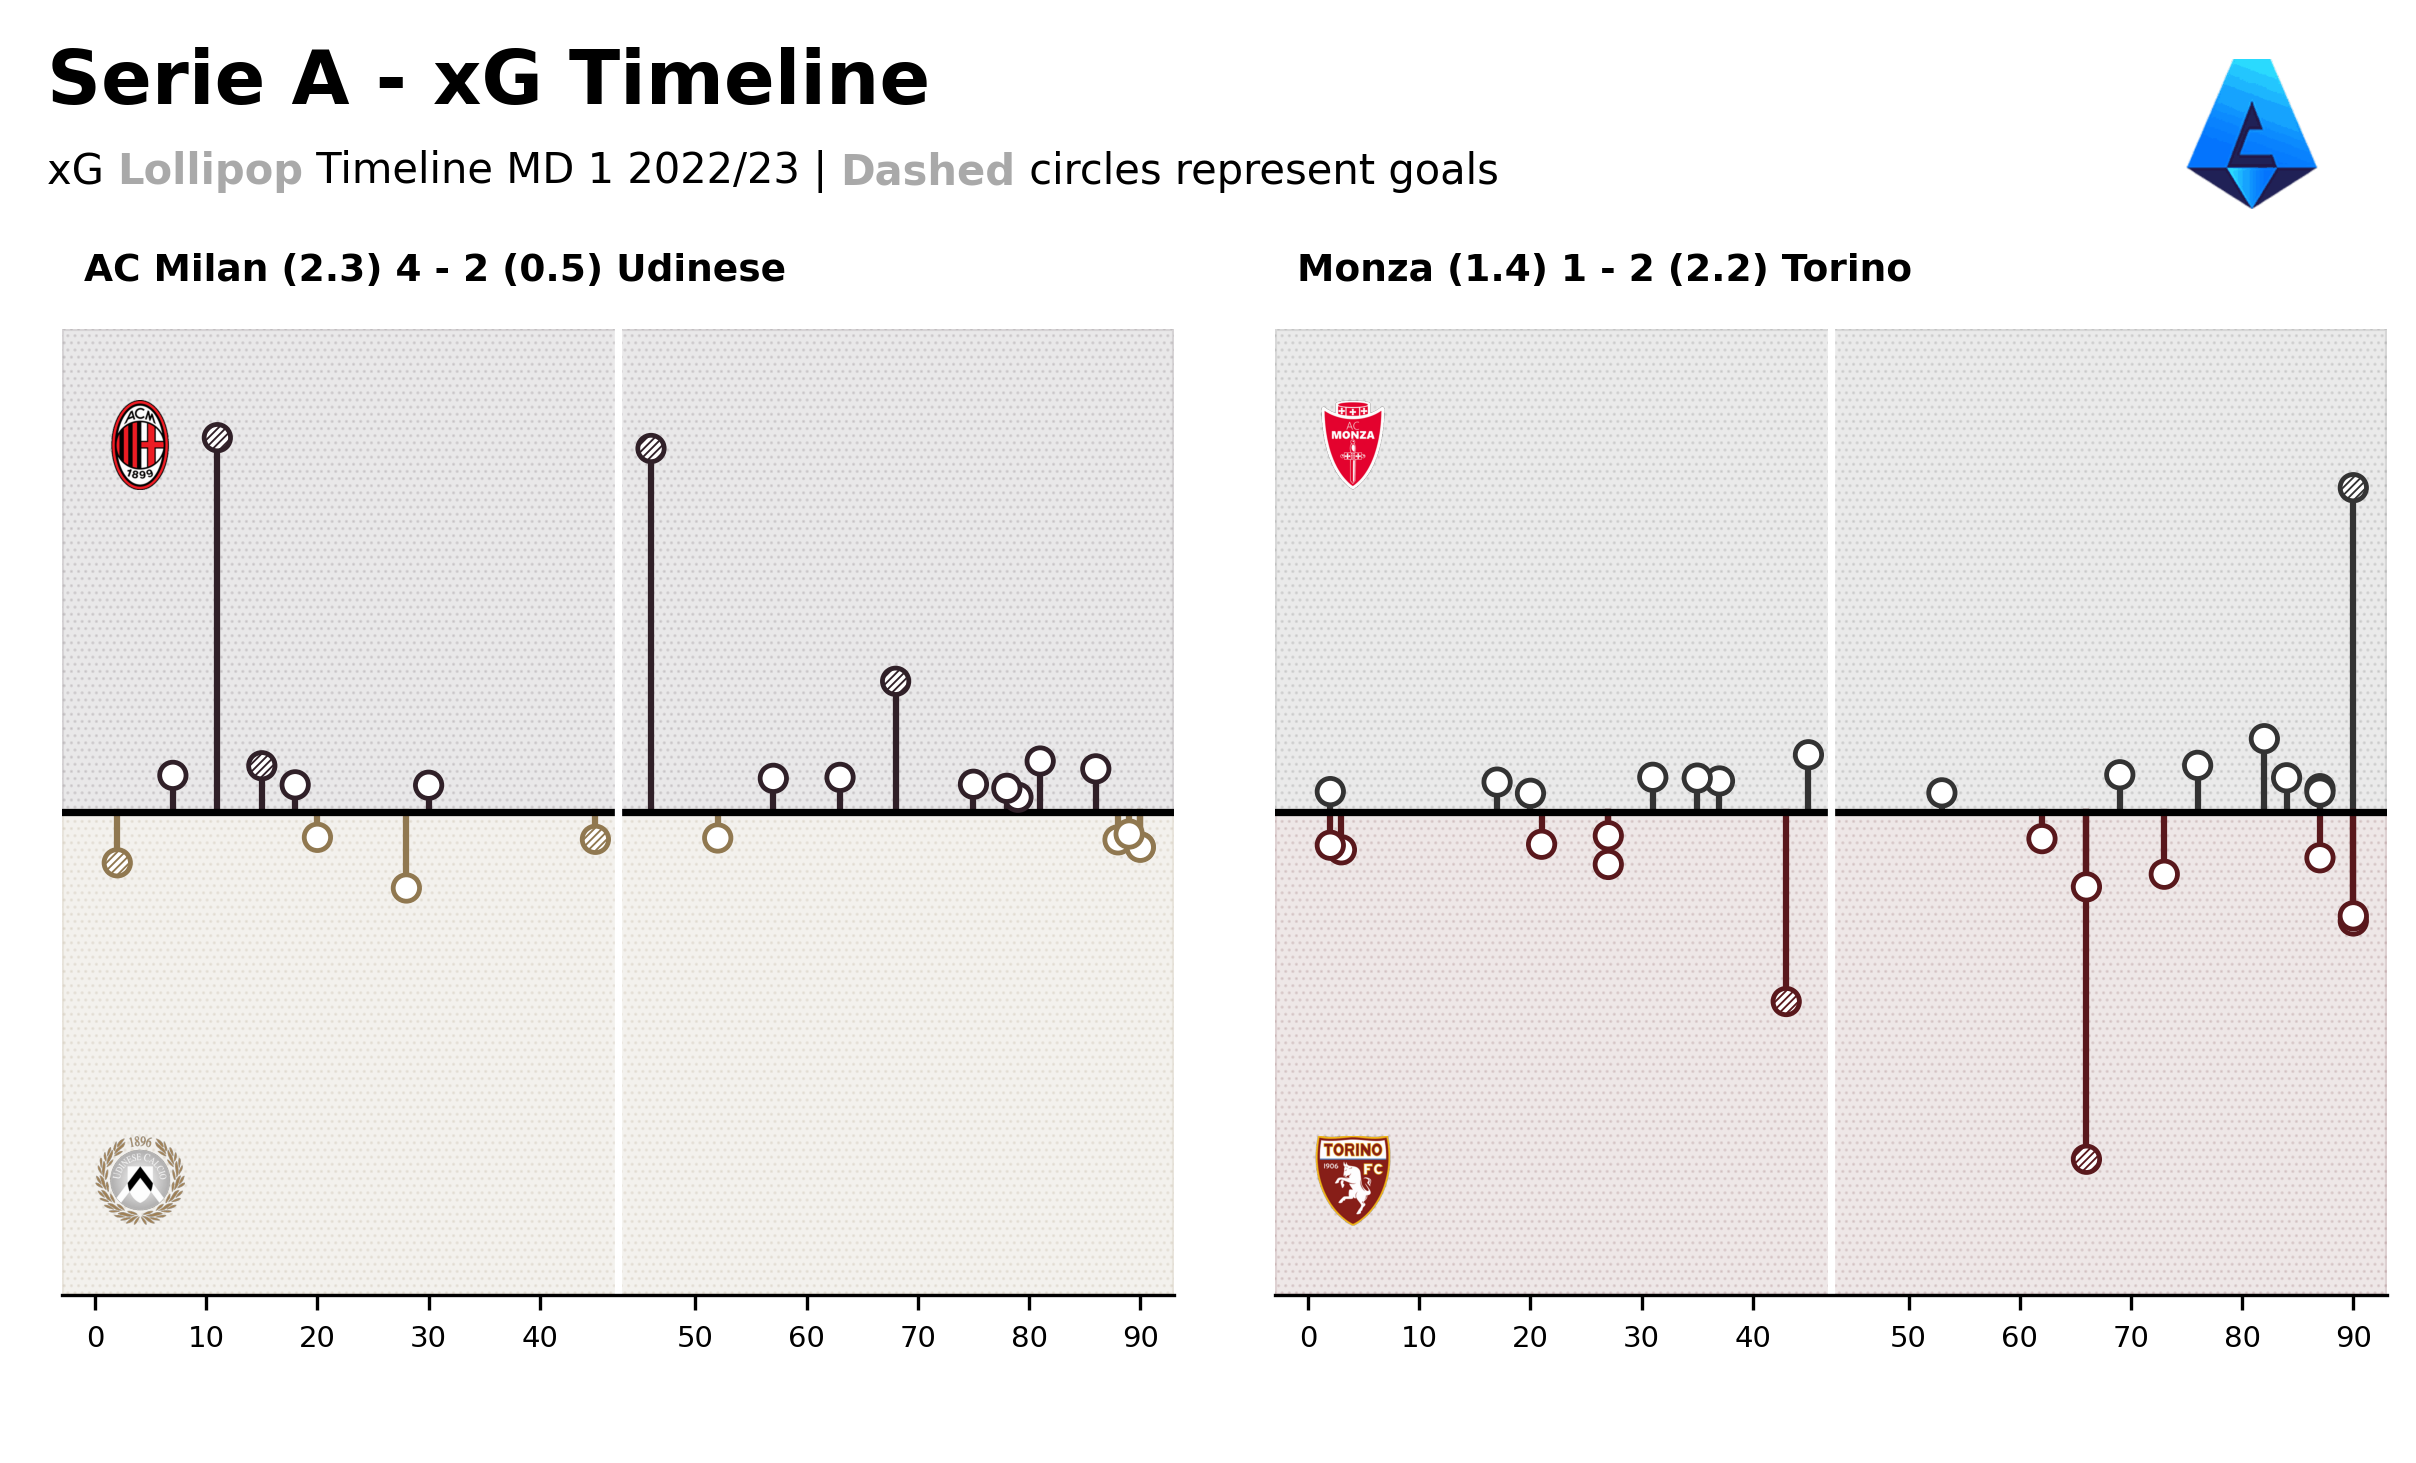 Serie A - xG Timeline
xG Lollipop Timeline MD 1 2022/23 | Dashed circles represent goals
AC Milan (2.3) 4 - 2 (0.5) Udinese
Monza (1.4) 1 - 2 (2.2) Torino
ACM
1899
AC
MONZA
1896
UDINESE CALCIO
TORINO
1906 FC
0 10 20 30 40 50 60 70 80 90
0 10 20 30 40 50 60 70 80 90